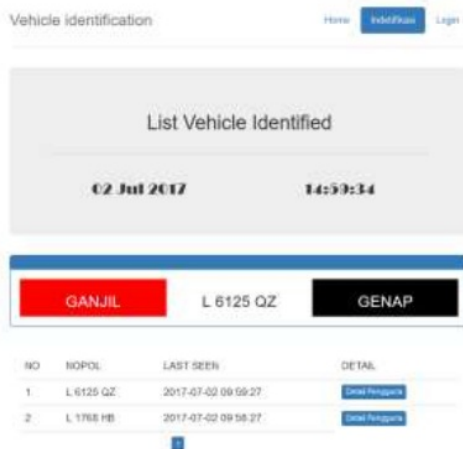 Vehicle identification Home Indetifikasi Login
List Vehicle Identified
02 Jul 2017 14:59:34
GANJIL L 6125 QZ GENAP
NO NOPOL LAST SEEN DETAIL
1 L 6125 QZ 2017-07-02 09:59:27 Detail Pengguna
2 L 1768 HB 2017-07-02 09:58:27 Detail Pengguna
1